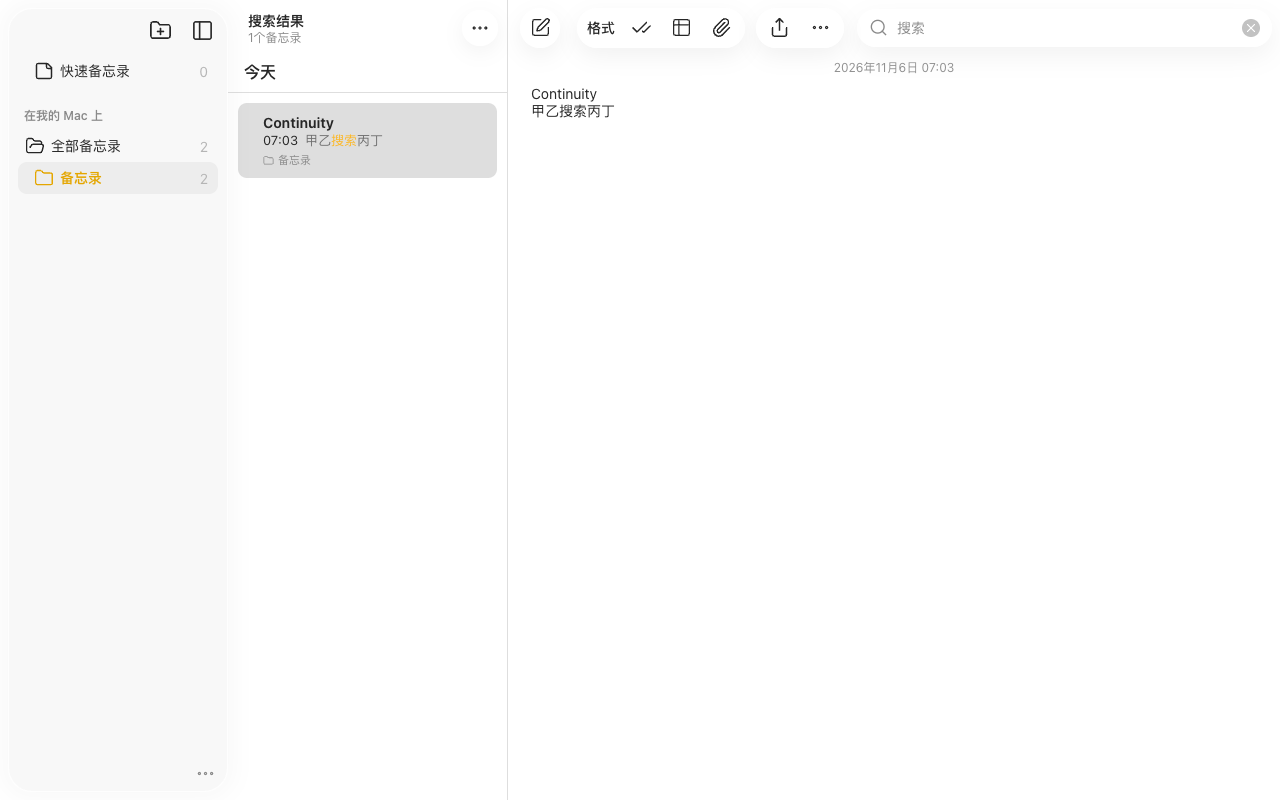 快速备忘录 0
在我的 Mac 上
全部备忘录 2
备忘录 2
搜索结果
1个备忘录
今天
Continuity
07:03 甲乙搜索丙丁
备忘录
格式
搜索
2026年11月6日 07:03
Continuity
甲乙搜索丙丁